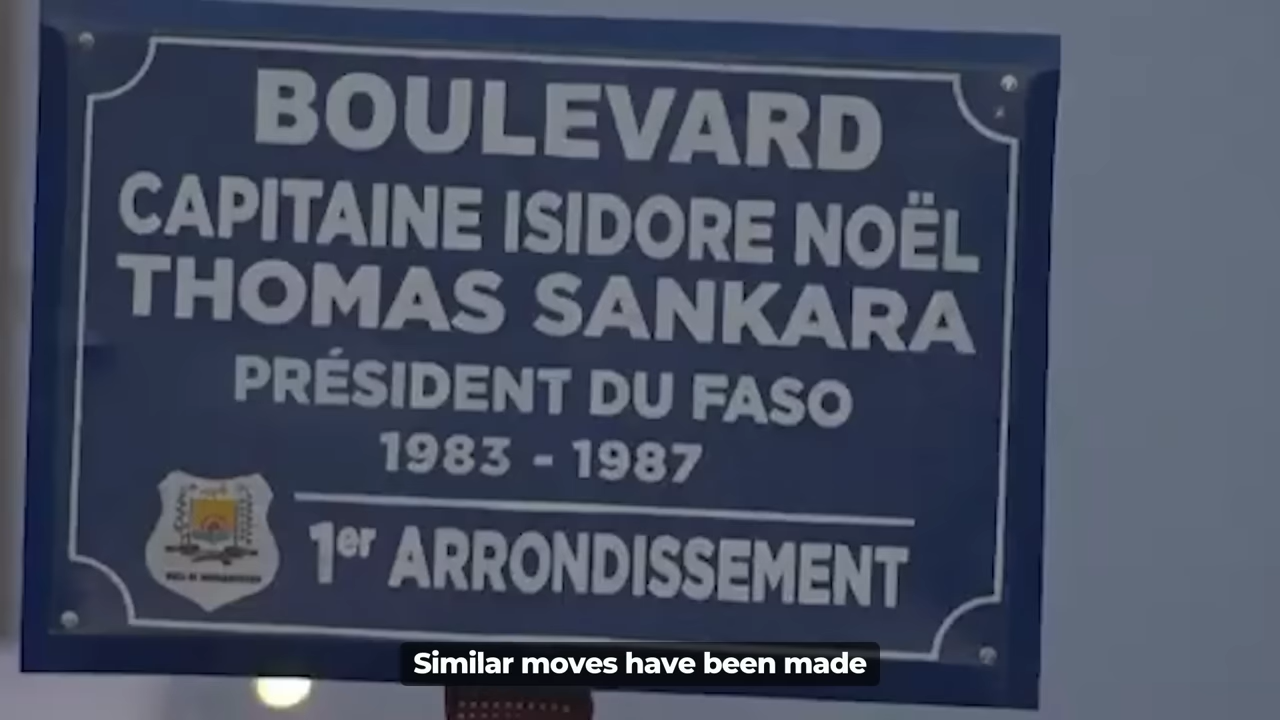 BOULEVARD
CAPITAINE ISIDORE NOËL
THOMAS SANKARA
PRÉSIDENT DU FASO
1983 - 1987
1er ARRONDISSEMENT
Similar moves have been made